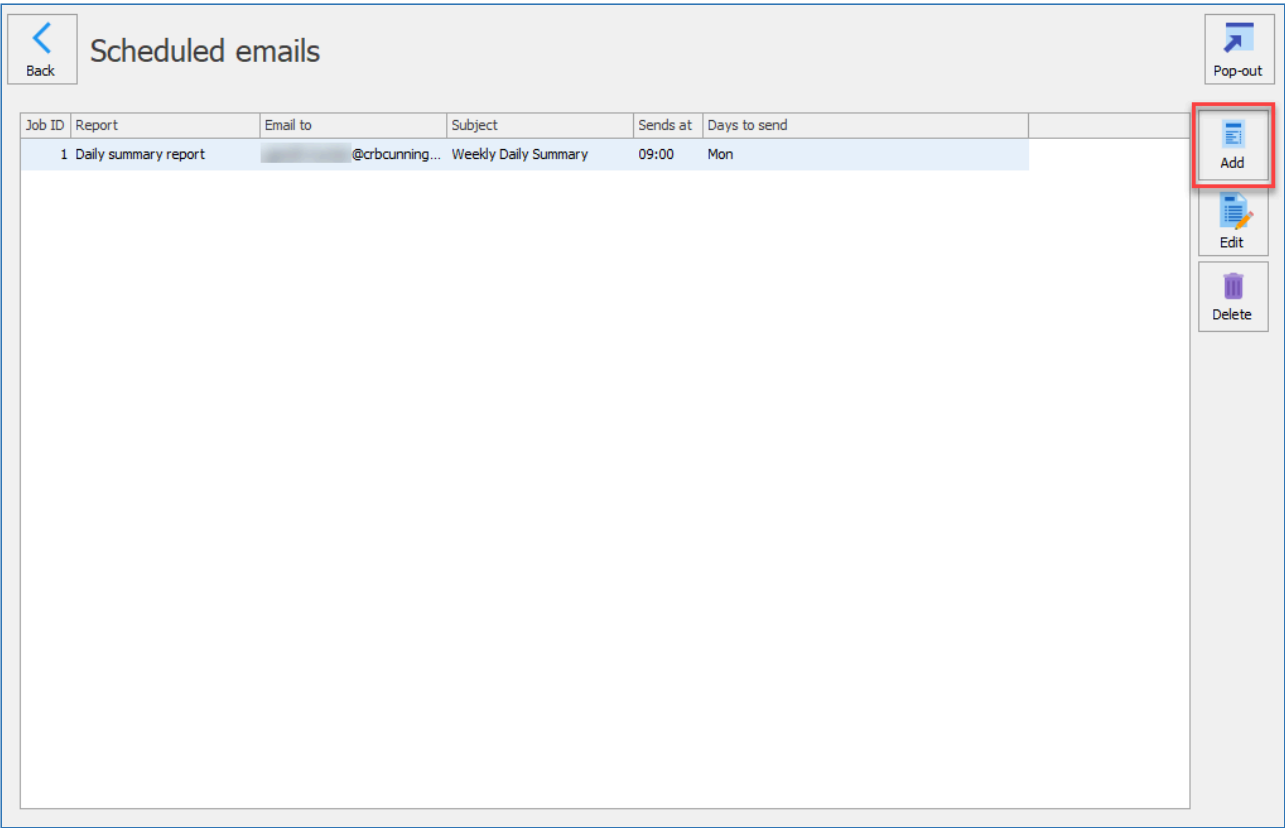 Back
Scheduled emails
Pop-out
Job ID Report Email to Subject Sends at Days to send
1 Daily summary report @crbcunning... Weekly Daily Summary 09:00 Mon
Add
Edit
Delete